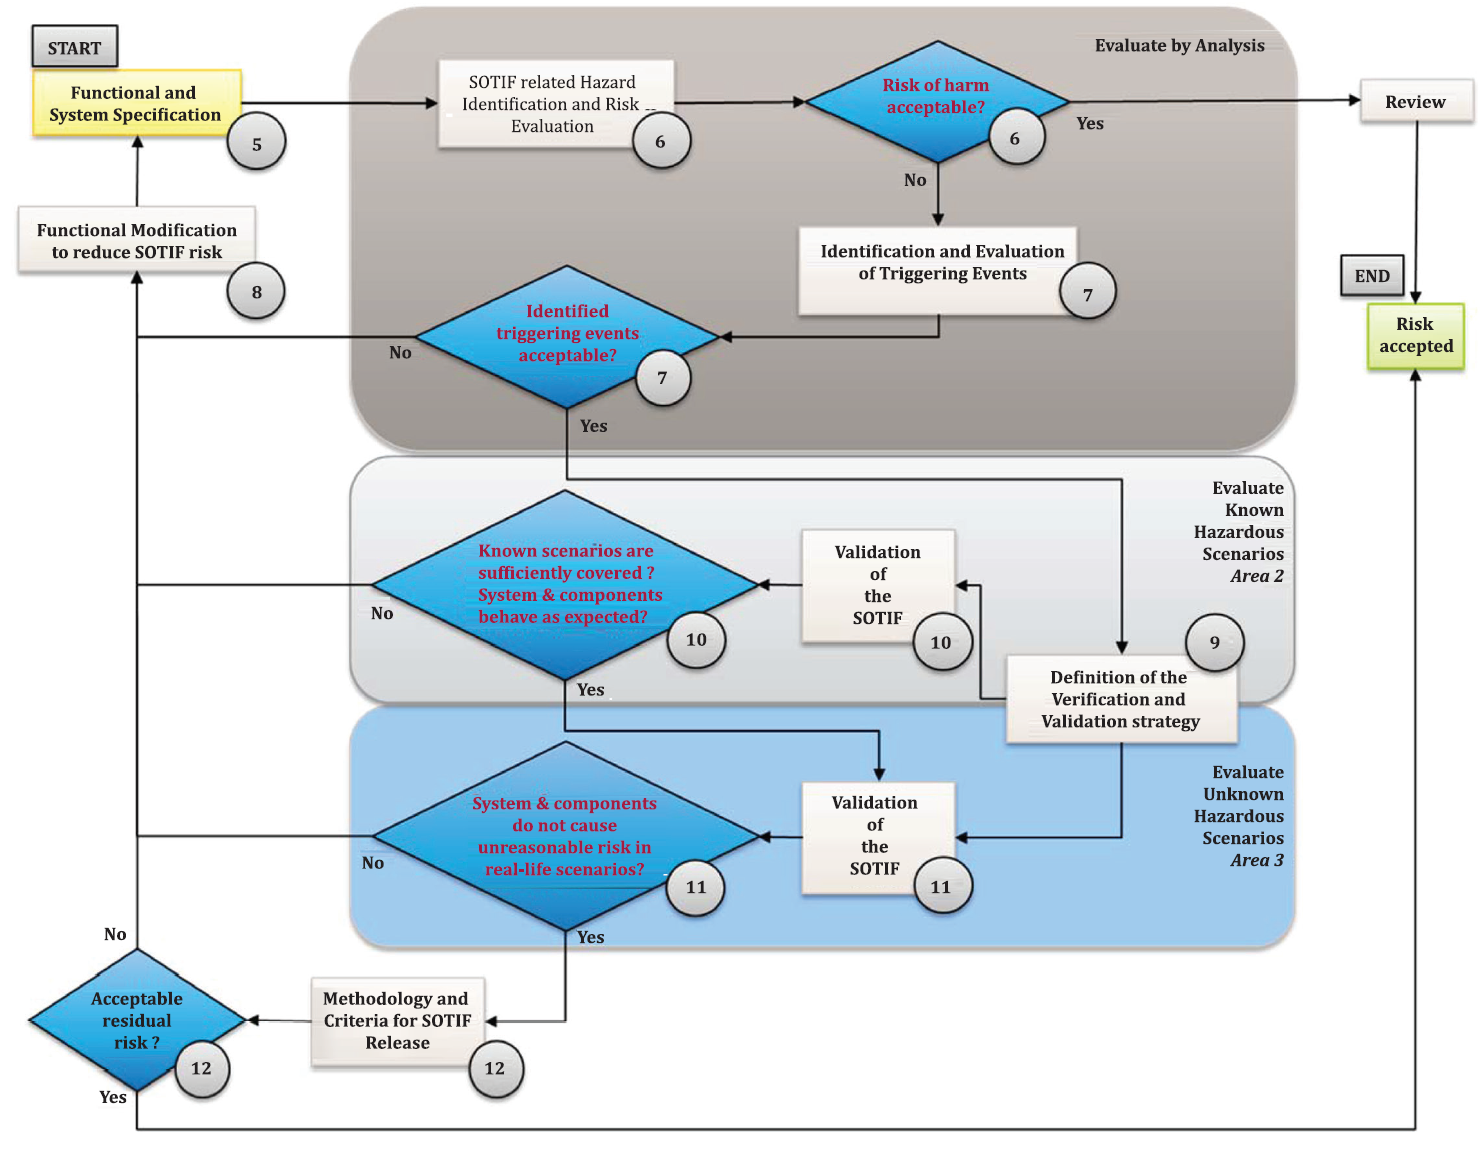 START
Functional and
System Specification
5
SOTIF related Hazard
Identification and Risk
Evaluation
6
Risk of harm
acceptable?
6
Yes
No
Evaluate by Analysis
Review
Functional Modification
to reduce SOTIF risk
8
Identification and Evaluation
of Triggering Events
7
END
Risk
accepted
Identified
triggering events
acceptable?
7
No
Yes
Evaluate
Known
Hazardous
Scenarios
Area 2
Known scenarios are
sufficiently covered ?
System & components
behave as expected?
10
No
Yes
Validation
of
the
SOTIF
10
9
Definition of the
Verification and
Validation strategy
Evaluate
Unknown
Hazardous
Scenarios
Area 3
System & components
do not cause
unreasonable risk in
real-life scenarios?
11
No
Yes
Validation
of
the
SOTIF
11
No
Acceptable
residual
risk ?
12
Yes
Methodology and
Criteria for SOTIF
Release
12